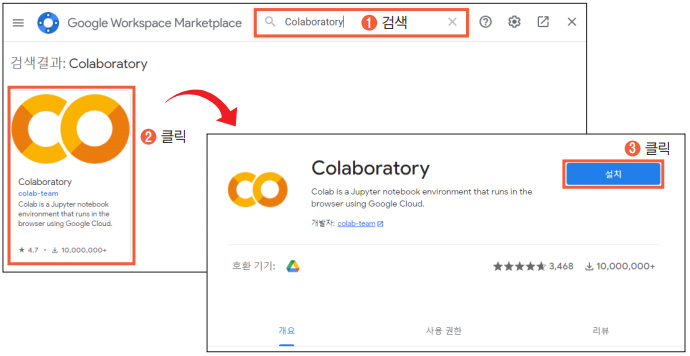 Google Workspace Marketplace
Colaboratory
1 검색
검색결과: Colaboratory
2 클릭
Colaboratory
colab-team
Colab is a Jupyter notebook
environment that runs in the
browser using Google Cloud.
★ 4.7 • 10,000,000+
Colaboratory
3 클릭
설치
Colab is a Jupyter notebook environment that runs in the
browser using Google Cloud.
개발자: colab-team
호환 기기:
★★★★★ 3,468 10,000,000+
개요 사용 권한 리뷰